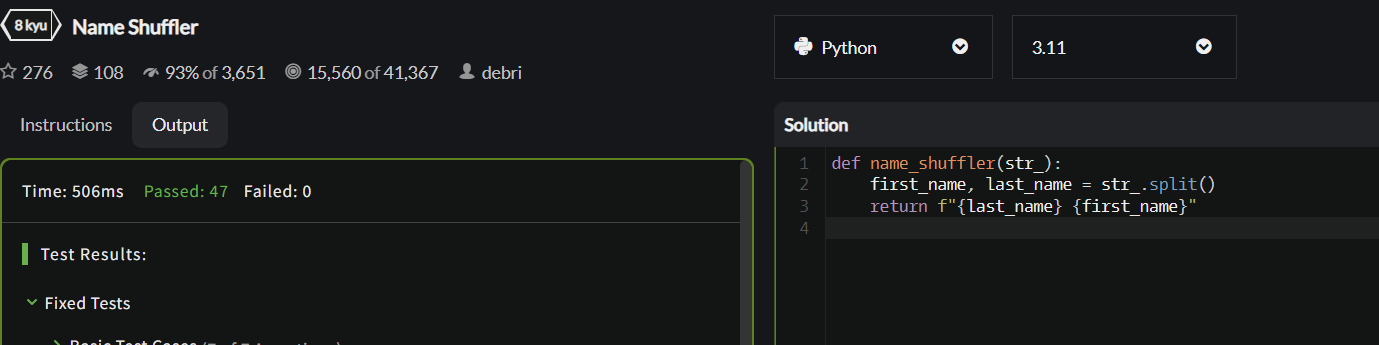 8 kyu Name Shuffler
276 108 93% of 3,651 15,560 of 41,367 debri
Instructions Output
Time: 506ms Passed: 47 Failed: 0
Test Results:
Fixed Tests
Python 3.11
Solution
1 def name_shuffler(str_):
2 first_name, last_name = str_.split()
3 return f"{last_name} {first_name}"
4